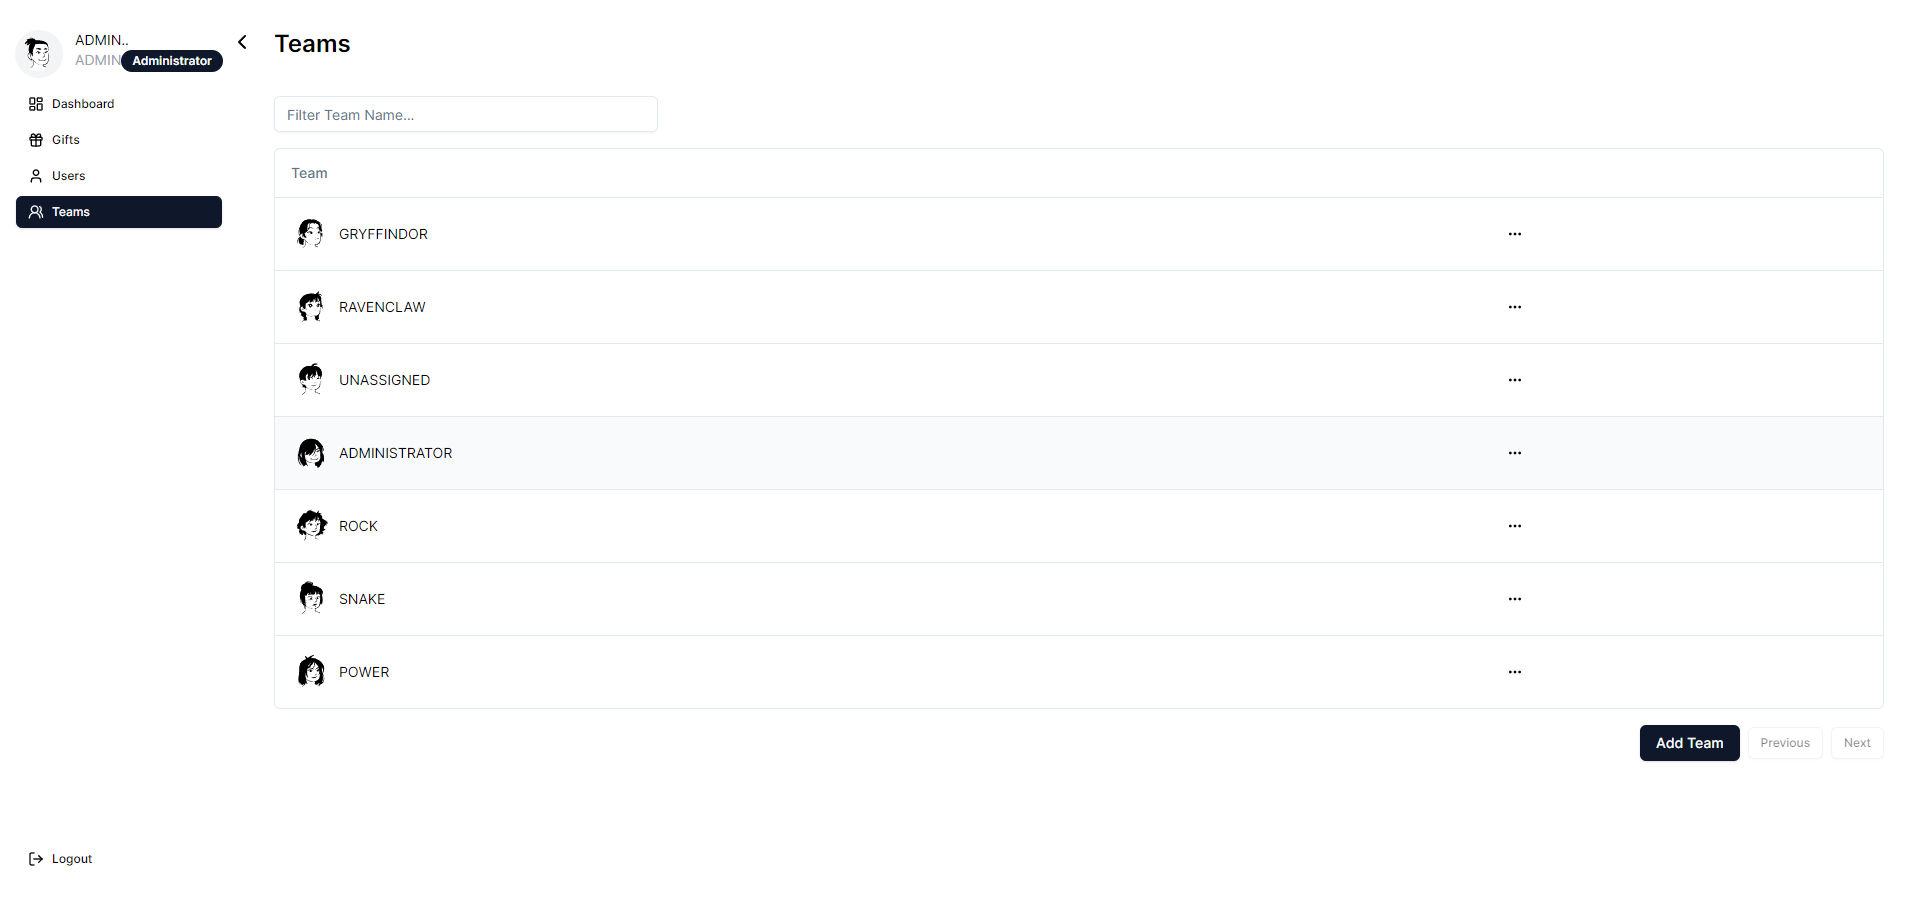 ADMIN..
ADMIN
Administrator
Dashboard
Gifts
Users
Teams
Logout
Teams
Filter Team Name...
Team
GRYFFINDOR
RAVENCLAW
UNASSIGNED
ADMINISTRATOR
ROCK
SNAKE
POWER
Add Team
Previous
Next